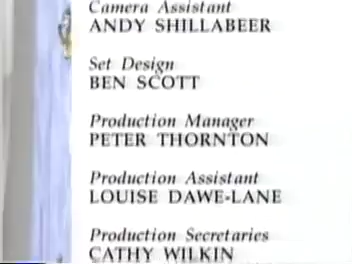 Camera Assistant
ANDY SHILLABEER
Set Design
BEN SCOTT
Production Manager
PETER THORNTON
Production Assistant
LOUISE DAWE-LANE
Production Secretaries
CATHY WILKIN